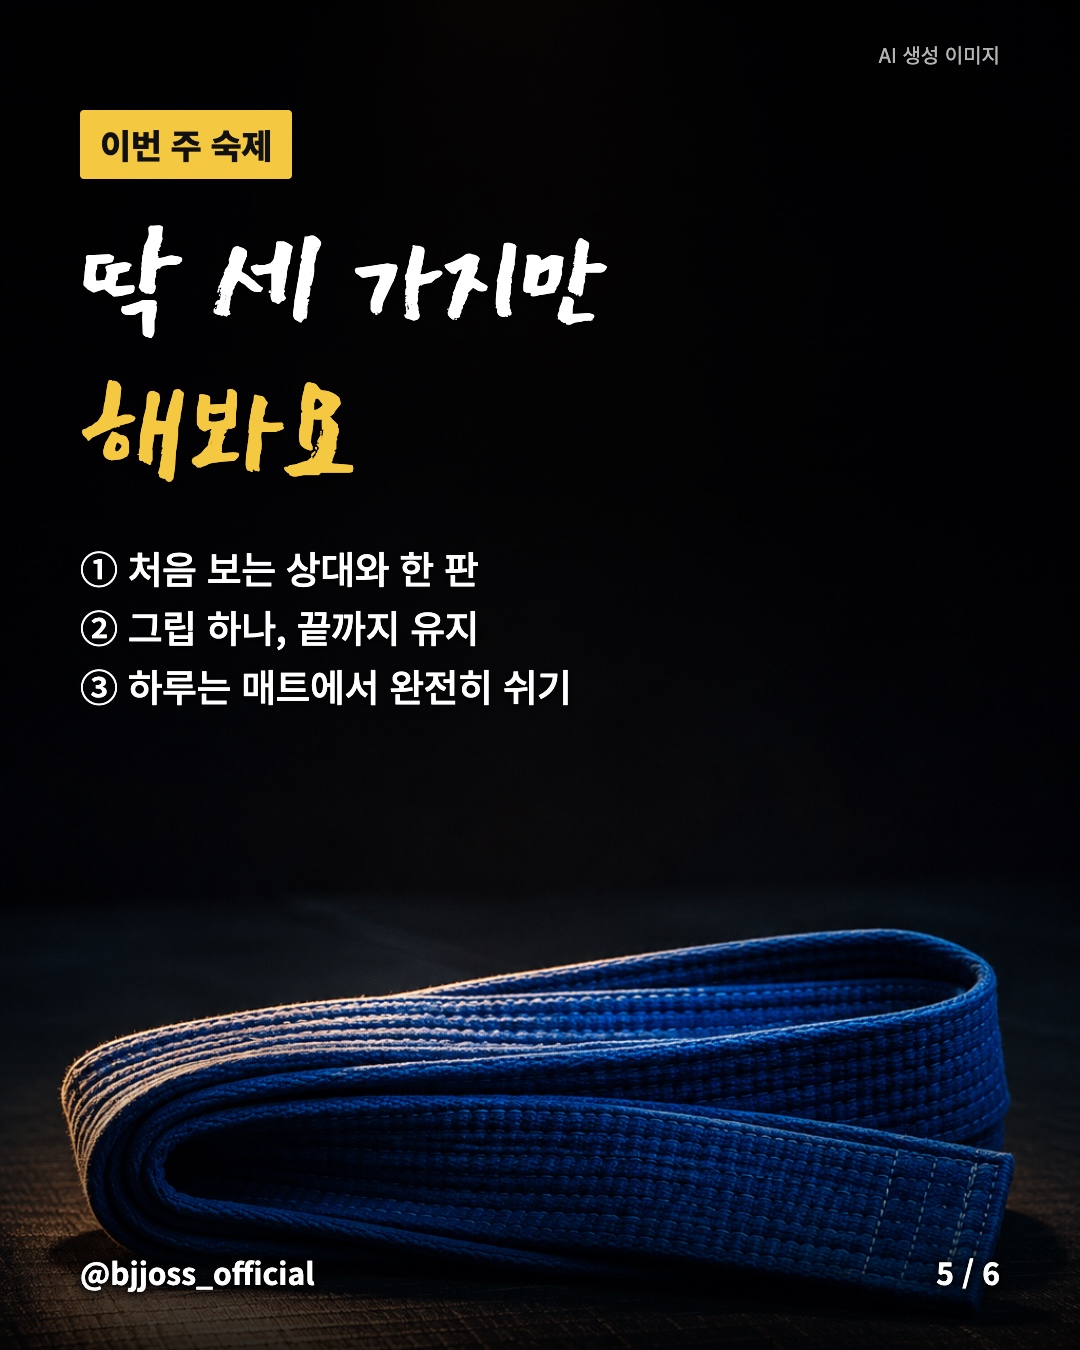 AI 생성 이미지
이번 주 숙제
딱 세 가지만
해봐요
① 처음 보는 상대와 한 판
② 그립 하나, 끝까지 유지
③ 하루는 매트에서 완전히 쉬기
@bjjoss_official
5 / 6